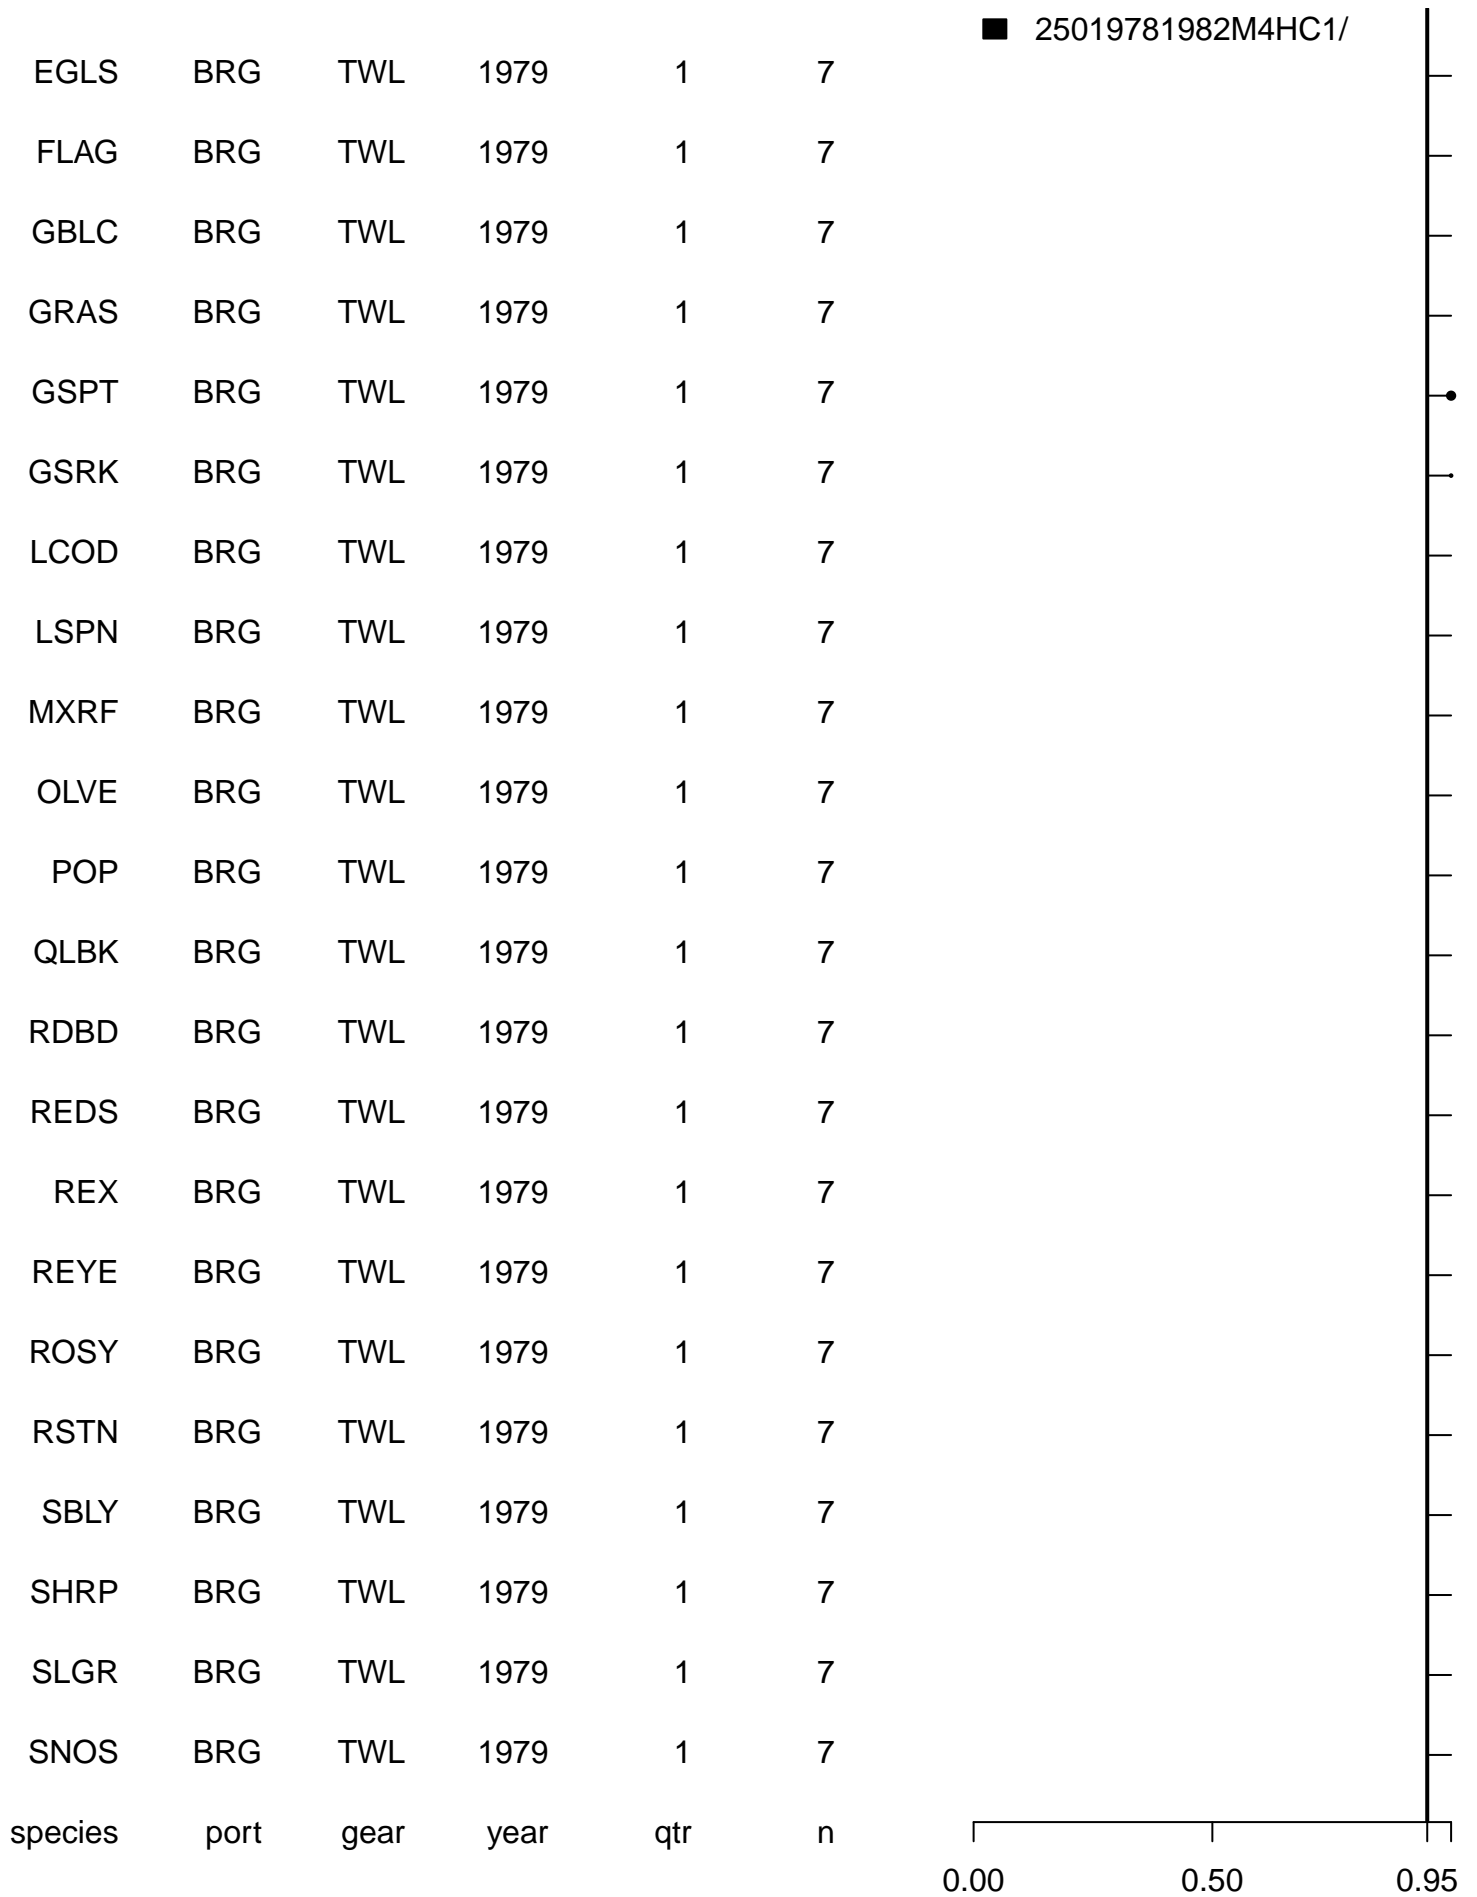 25019781982M4HC1/
EGLS BRG TWL 1979 1 7
FLAG BRG TWL 1979 1 7
GBLC BRG TWL 1979 1 7
GRAS BRG TWL 1979 1 7
GSPT BRG TWL 1979 1 7
GSRK BRG TWL 1979 1 7
LCOD BRG TWL 1979 1 7
LSPN BRG TWL 1979 1 7
MXRF BRG TWL 1979 1 7
OLVE BRG TWL 1979 1 7
POP BRG TWL 1979 1 7
QLBK BRG TWL 1979 1 7
RDBD BRG TWL 1979 1 7
REDS BRG TWL 1979 1 7
REX BRG TWL 1979 1 7
REYE BRG TWL 1979 1 7
ROSY BRG TWL 1979 1 7
RSTN BRG TWL 1979 1 7
SBLY BRG TWL 1979 1 7
SHRP BRG TWL 1979 1 7
SLGR BRG TWL 1979 1 7
SNOS BRG TWL 1979 1 7
species port gear year qtr n
0.00 0.50 0.95